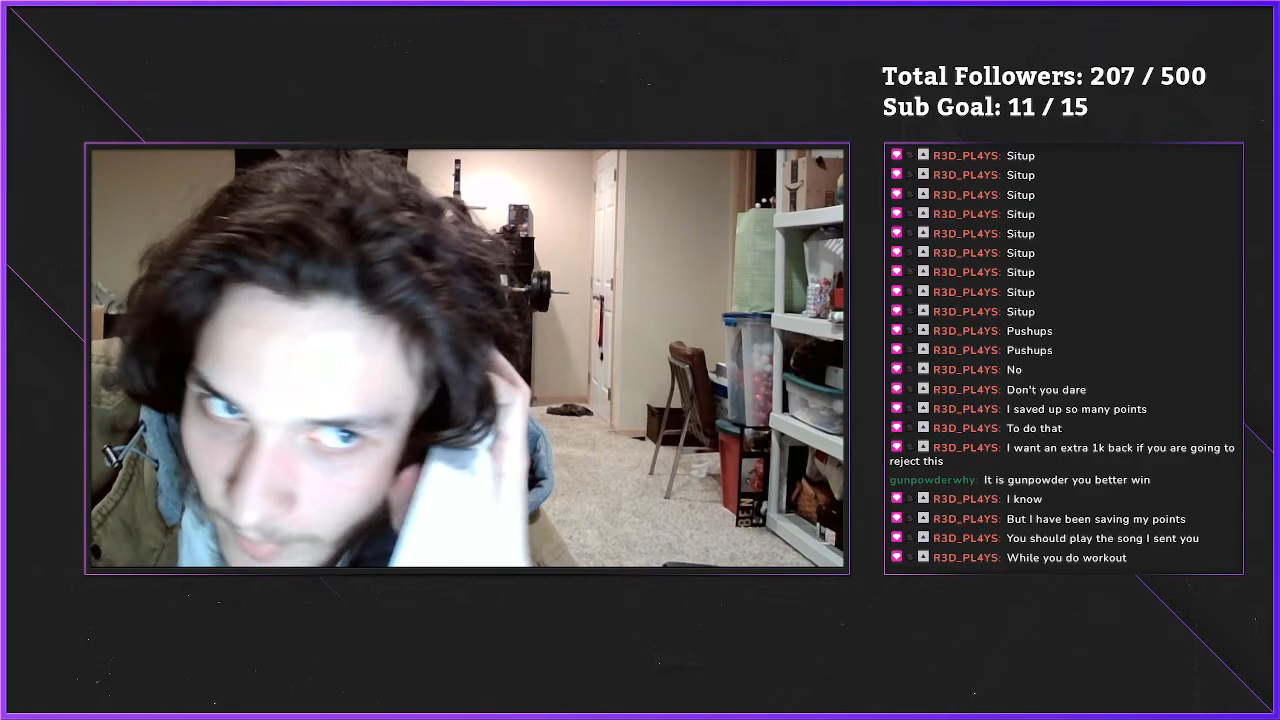 Total Followers: 207 / 500
Sub Goal: 11 / 15
R3D_PL4YS: Situp
R3D_PL4YS: Situp
R3D_PL4YS: Situp
R3D_PL4YS: Situp
R3D_PL4YS: Situp
R3D_PL4YS: Situp
R3D_PL4YS: Situp
R3D_PL4YS: Situp
R3D_PL4YS: Situp
R3D_PL4YS: Pushups
R3D_PL4YS: Pushups
R3D_PL4YS: No
R3D_PL4YS: Don't you dare
R3D_PL4YS: I saved up so many points
R3D_PL4YS: To do that
R3D_PL4YS: I want an extra 1k back if you are going to
reject this
gunpowderwhy: It is gunpowder you better win
R3D_PL4YS: I know
R3D_PL4YS: But I have been saving my points
R3D_PL4YS: You should play the song I sent you
R3D_PL4YS: While you do workout
BEN